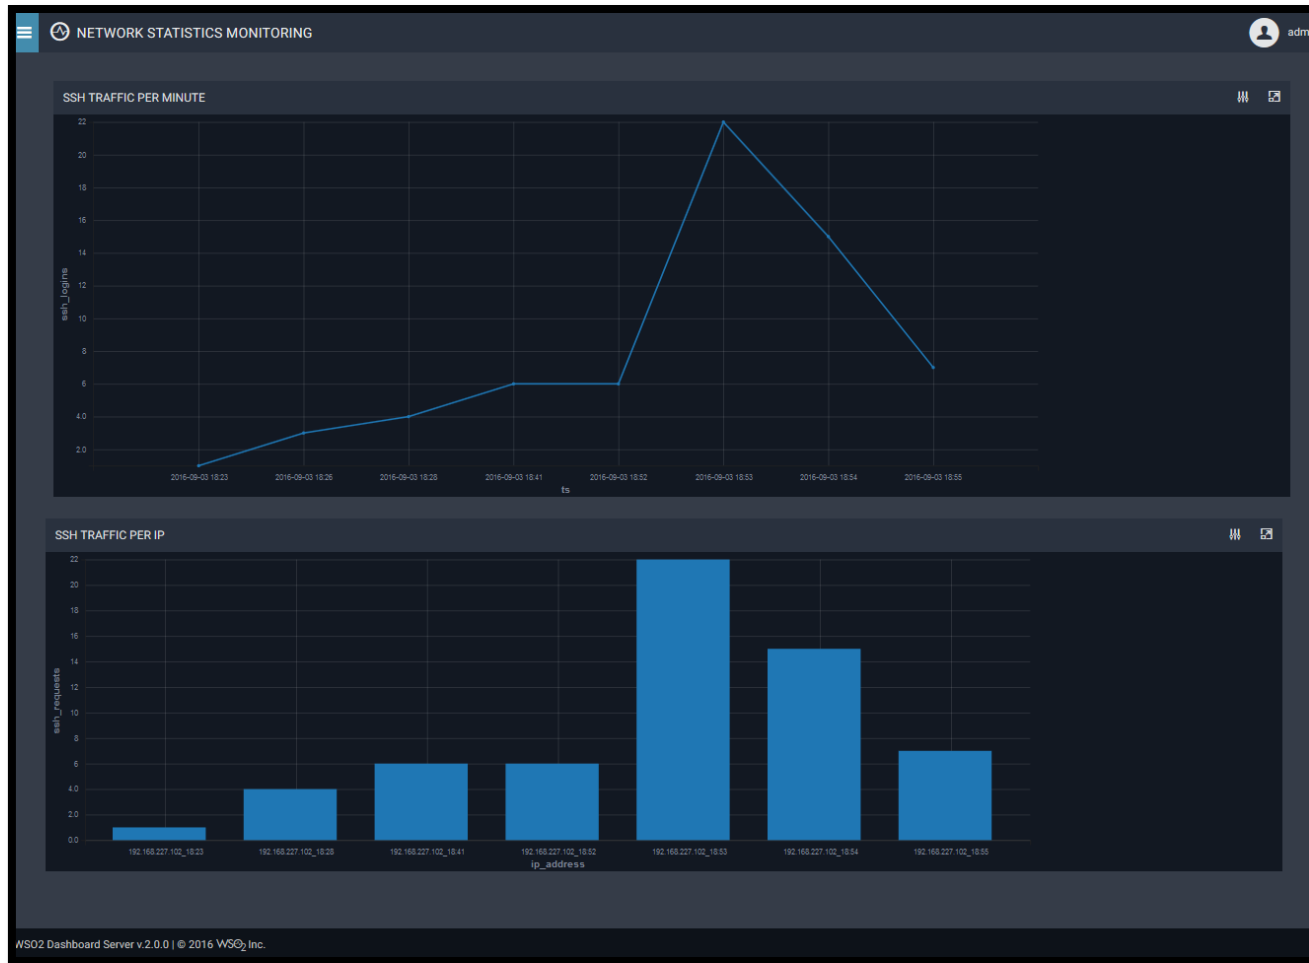 NETWORK STATISTICS MONITORING
adm
SSH TRAFFIC PER MINUTE
22
20
18
16
14
12
10
8
6
4.0
2.0
ssh_logins
2016-09-03 18:23 2016-09-03 18:26 2016-09-03 18:28 2016-09-03 18:41 2016-09-03 18:52 2016-09-03 18:53 2016-09-03 18:54 2016-09-03 18:55
ts
SSH TRAFFIC PER IP
22
20
18
16
14
12
10
8
6
4.0
2.0
0.0
ssh_requests
192.168.227.102_18:23 192.168.227.102_18:28 192.168.227.102_18:41 192.168.227.102_18:52 192.168.227.102_18:53 192.168.227.102_18:54 192.168.227.102_18:55
ip_address
WSO2 Dashboard Server v.2.0.0 | © 2016 WSO2 Inc.